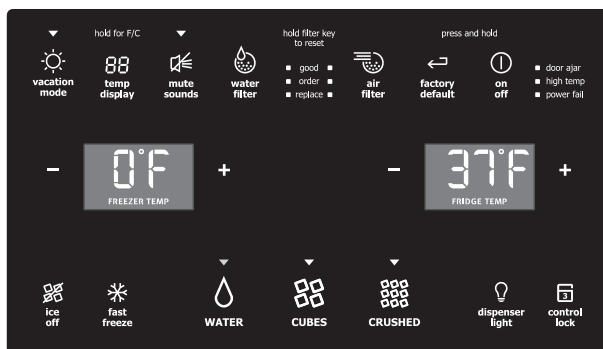 hold for F/C
hold filter key
to reset
press and hold
88
vacation
mode
temp
display
mute
sounds
water
filter
good
order
replace
air
filter
factory
default
on
off
door ajar
high temp
power fail
0°F
FREEZER TEMP
37°F
FRIDGE TEMP
ice
off
fast
freeze
WATER
CUBES
CRUSHED
dispenser
light
3
control
lock